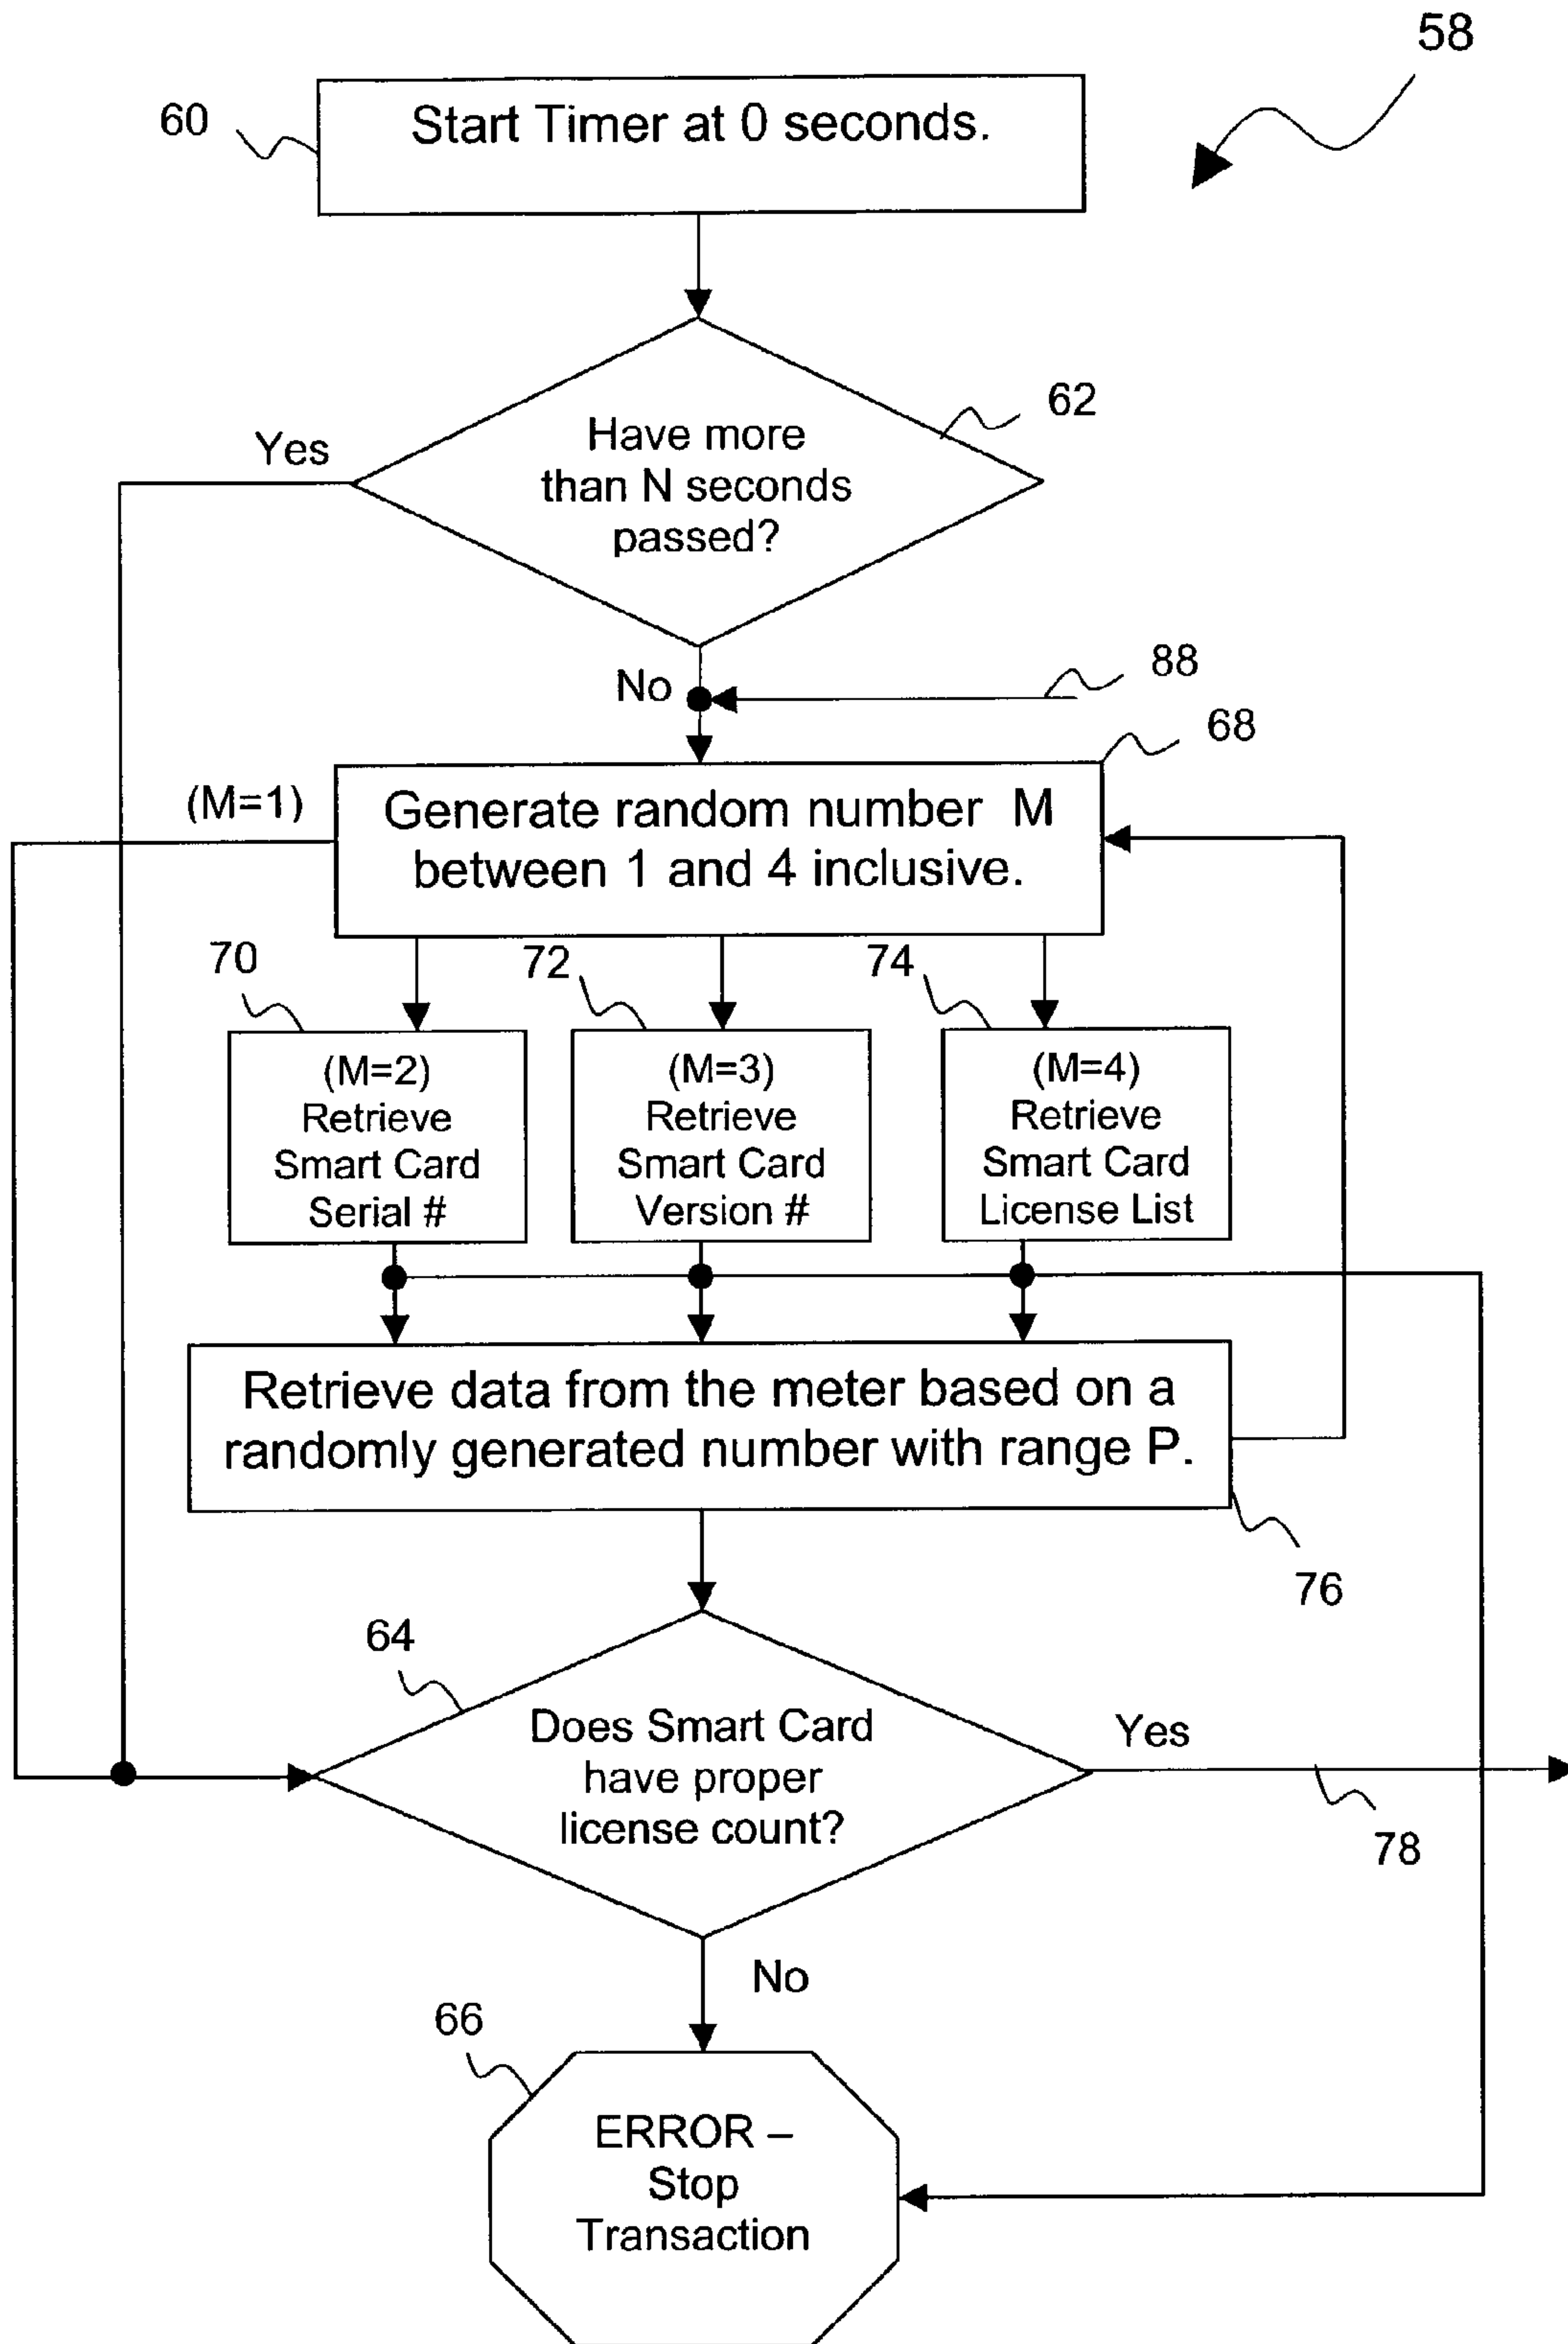 58
60
Start Timer at 0 seconds.
62
Yes
Have more
than N seconds
passed?
No
88
68
(M=1)
Generate random number M
between 1 and 4 inclusive.
70
72
74
(M=2)
Retrieve
Smart Card
Serial #
(M=3)
Retrieve
Smart Card
Version #
(M=4)
Retrieve
Smart Card
License List
Retrieve data from the meter based on a
randomly generated number with range P.
76
64
Does Smart Card
have proper
license count?
Yes
78
No
66
ERROR –
Stop
Transaction